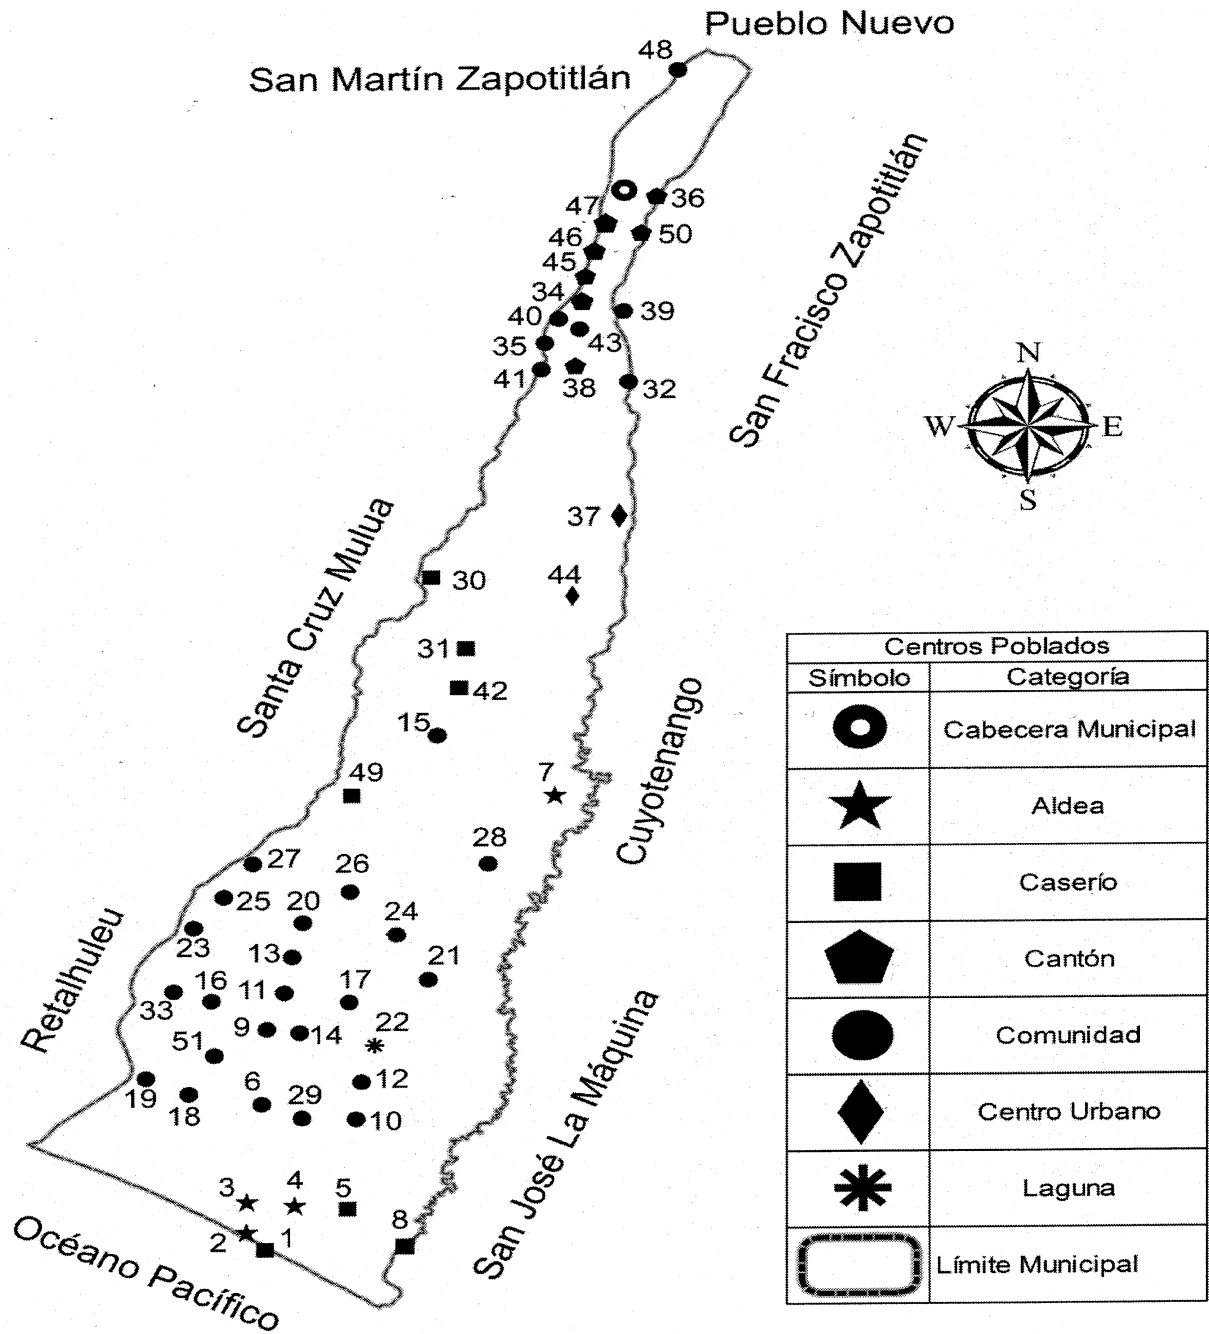 Pueblo Nuevo
48
San Martín Zapotitlán
San Fracisco Zapotitlán
36
47
50
46
45
34
40
39
43
35
41
38
32
N
W
E
S
37
Santa Cruz Mulua
30
44
31
42
15
Cuyotenango
49
7
28
27
26
25
20
24
23
13
21
Retalhuleu
33
16
11
17
9
14
22
51
12
19
18
6
29
10
San José La Máquina
3
4
5
2
1
8
Océano Pacífico
Centros Poblados
Símbolo
Categoría
Cabecera Municipal
Aldea
Caserío
Cantón
Comunidad
Centro Urbano
Laguna
Límite Municipal